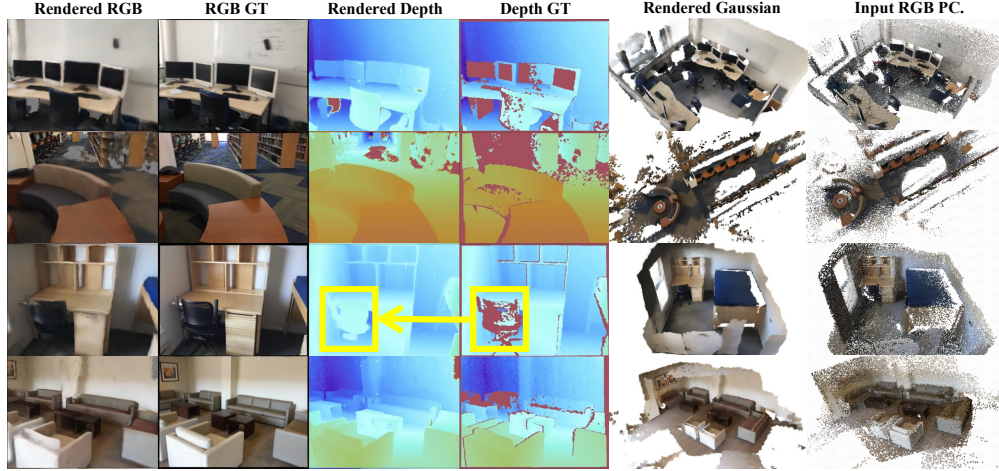 Rendered RGB
RGB GT
Rendered Depth
Depth GT
Rendered Gaussian
Input RGB PC.